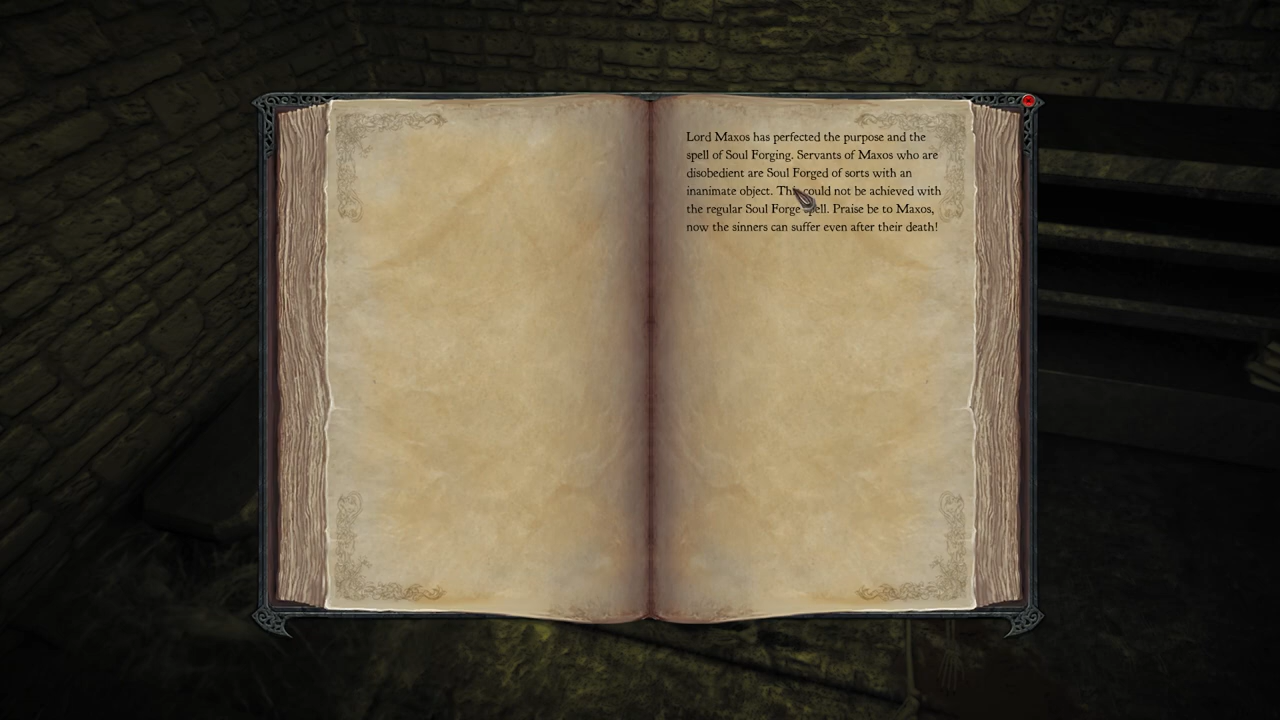 Lord Maxos has perfected the purpose and the
spell of Soul Forging. Servants of Maxos who are
disobedient are Soul Forged of sorts with an
inanimate object. This could not be achieved with
the regular Soul Forge spell. Praise be to Maxos,
now the sinners can suffer even after their death!